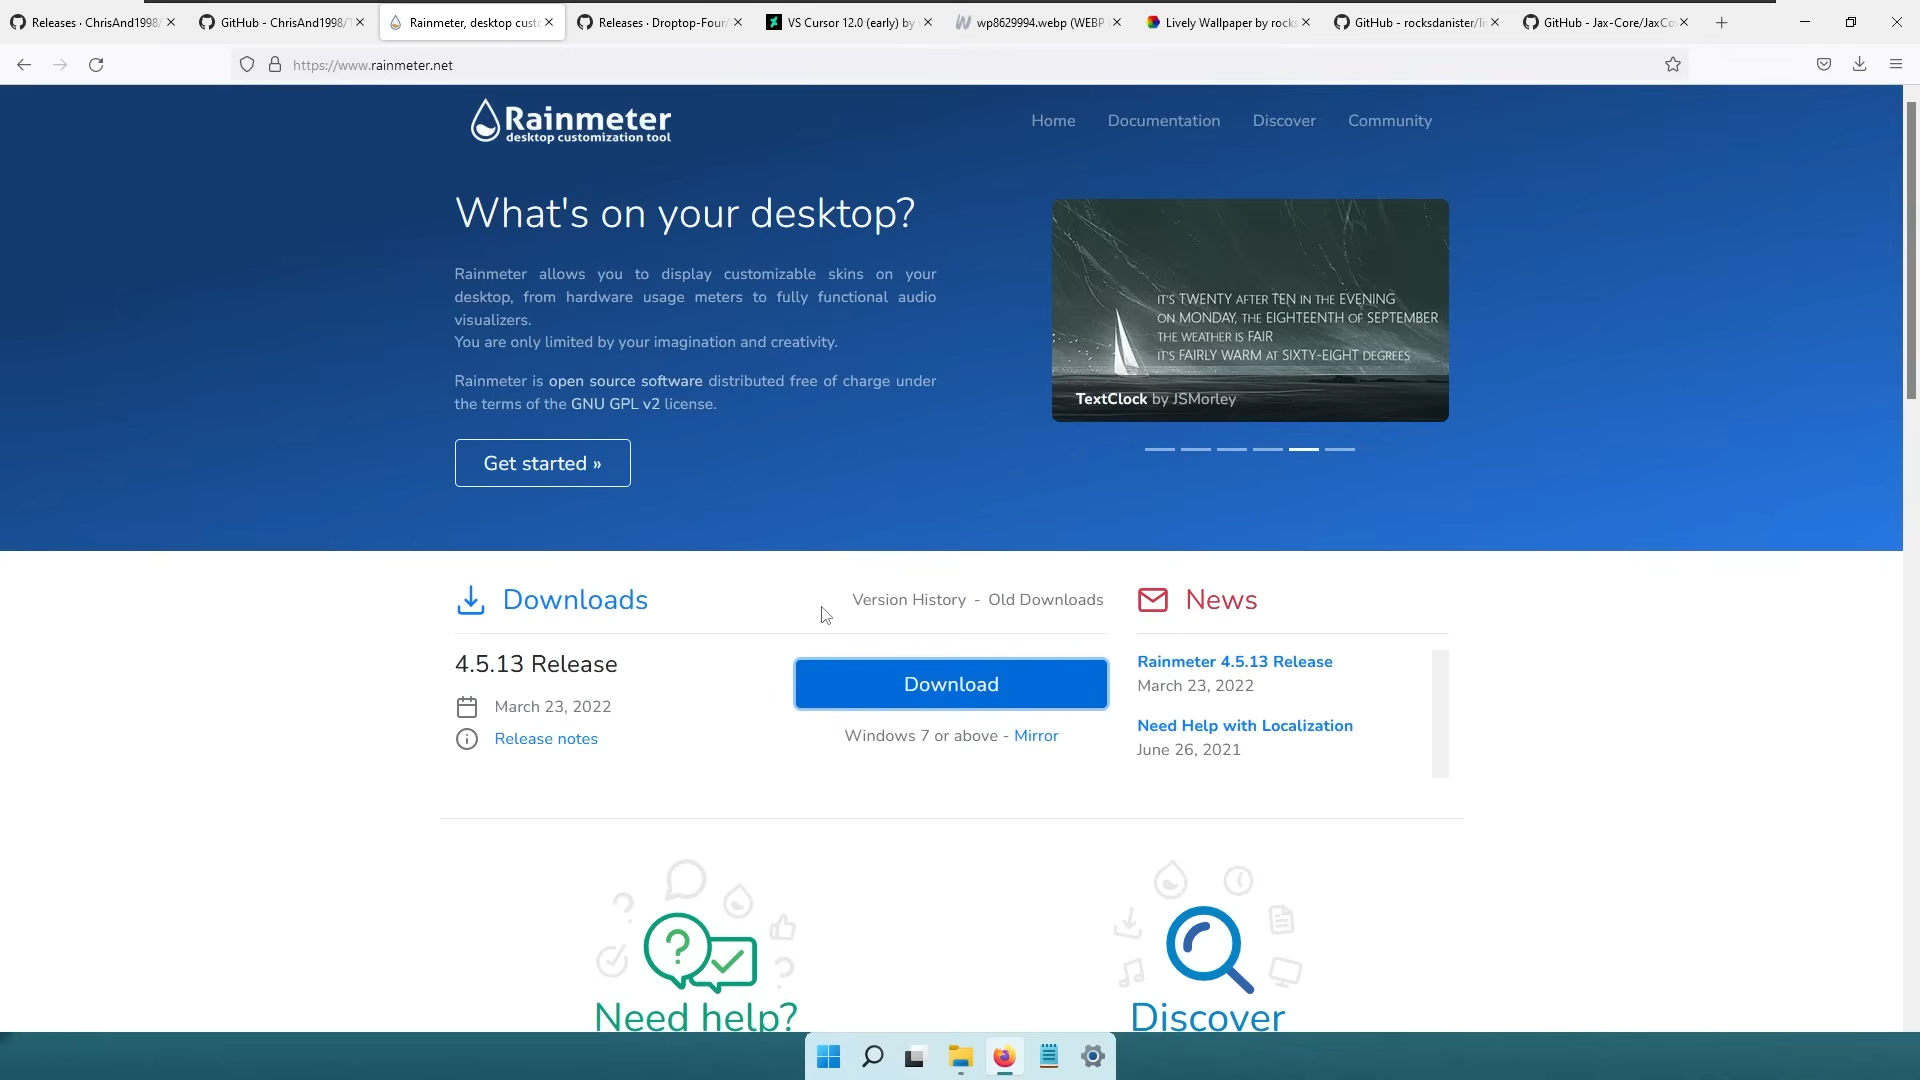 Releases · ChrisAnd1998/
GitHub - ChrisAnd1998/T
Rainmeter, desktop custo
Releases · Droptop-Four/
VS Cursor 12.0 (early) by
wp8629994.webp (WEBP
Lively Wallpaper by rocks
GitHub - rocksdanister/li
GitHub - Jax-Core/JaxCo
https://www.rainmeter.net
Rainmeter
desktop customization tool
Home
Documentation
Discover
Community
What's on your desktop?
Rainmeter allows you to display customizable skins on your
desktop, from hardware usage meters to fully functional audio
visualizers.
You are only limited by your imagination and creativity.
Rainmeter is open source software distributed free of charge under
the terms of the GNU GPL v2 license.
Get started »
IT'S TWENTY AFTER TEN IN THE EVENING
ON MONDAY, THE EIGHTEENTH OF SEPTEMBER
THE WEATHER IS FAIR
IT'S FAIRLY WARM AT SIXTY-EIGHT DEGREES
TextClock by JSMorley
Downloads
Version History - Old Downloads
4.5.13 Release
March 23, 2022
Release notes
Download
Windows 7 or above - Mirror
News
Rainmeter 4.5.13 Release
March 23, 2022
Need Help with Localization
June 26, 2021
Need help?
Discover